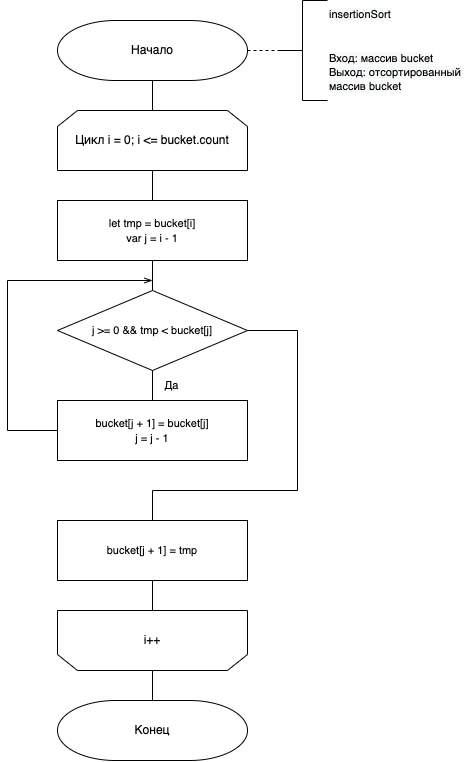 insertionSort
Начало
Вход: массив bucket
Выход: отсортированный
массив bucket
Цикл i = 0; i <= bucket.count
let tmp = bucket[i]
var j = i - 1
j >= 0 && tmp < bucket[j]
Да
bucket[j + 1] = bucket[j]
j = j - 1
bucket[j + 1] = tmp
i++
Конец